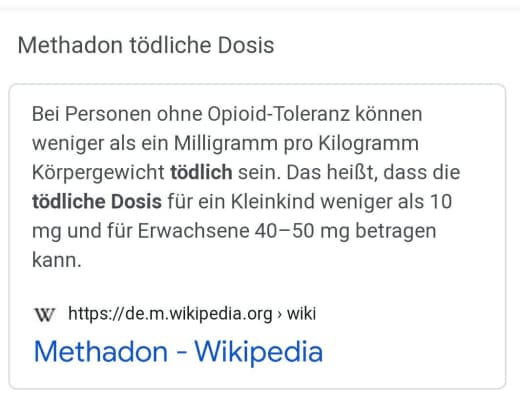 Methadon tödliche Dosis
Bei Personen ohne Opioid-Toleranz können
weniger als ein Milligramm pro Kilogramm
Körpergewicht tödlich sein. Das heißt, dass die
tödliche Dosis für ein Kleinkind weniger als 10
mg und für Erwachsene 40–50 mg betragen
kann.
W https://de.m.wikipedia.org › wiki
Methadon - Wikipedia